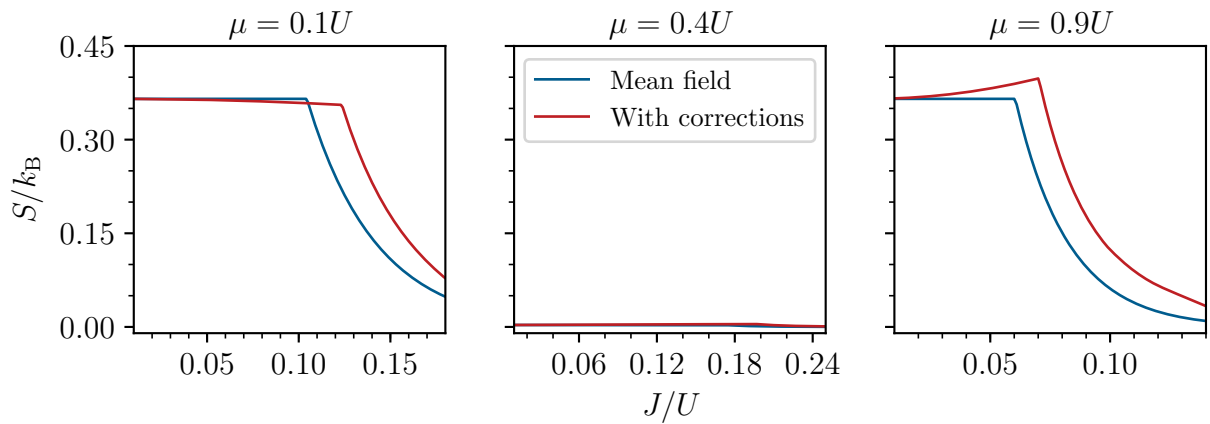 μ = 0.1U
μ = 0.4U
μ = 0.9U
S/k_B
0.45
0.30
0.15
0.00
Mean field
With corrections
0.05 0.10 0.15
0.06 0.12 0.18 0.24
0.05 0.10
J/U